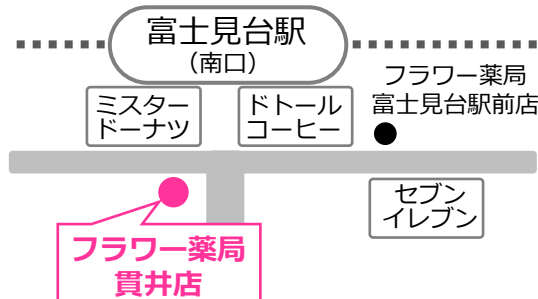 富士見台駅
（南口）
ミスター
ドーナツ
ドトール
コーヒー
フラワー薬局
富士見台駅前店
セブン
イレブン
フラワー薬局
貫井店